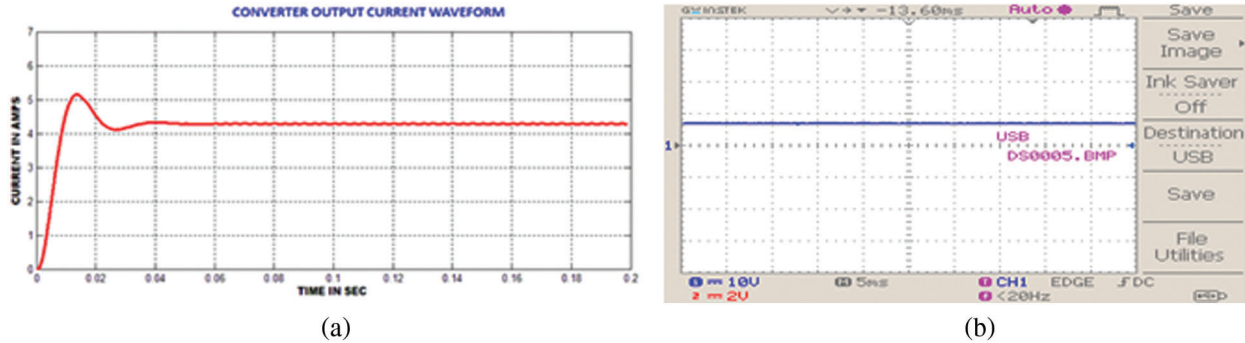 CONVERTER OUTPUT CURRENT WAVEFORM
7
6
5
4
3
2
1
0
CURRENT IN AMPS
0 0.02 0.04 0.06 0.08 0.1 0.12 0.14 0.16 0.18 0.2
TIME IN SEC
(a)
GWINSTEK -13.60ms Auto Save
Save Image
Ink Saver
Off
Destination
USB
Save
File Utilities
1
USB
DS0005.BMP
1 10V 5ms CH1 EDGE DC
2 2V <20Hz
(b)